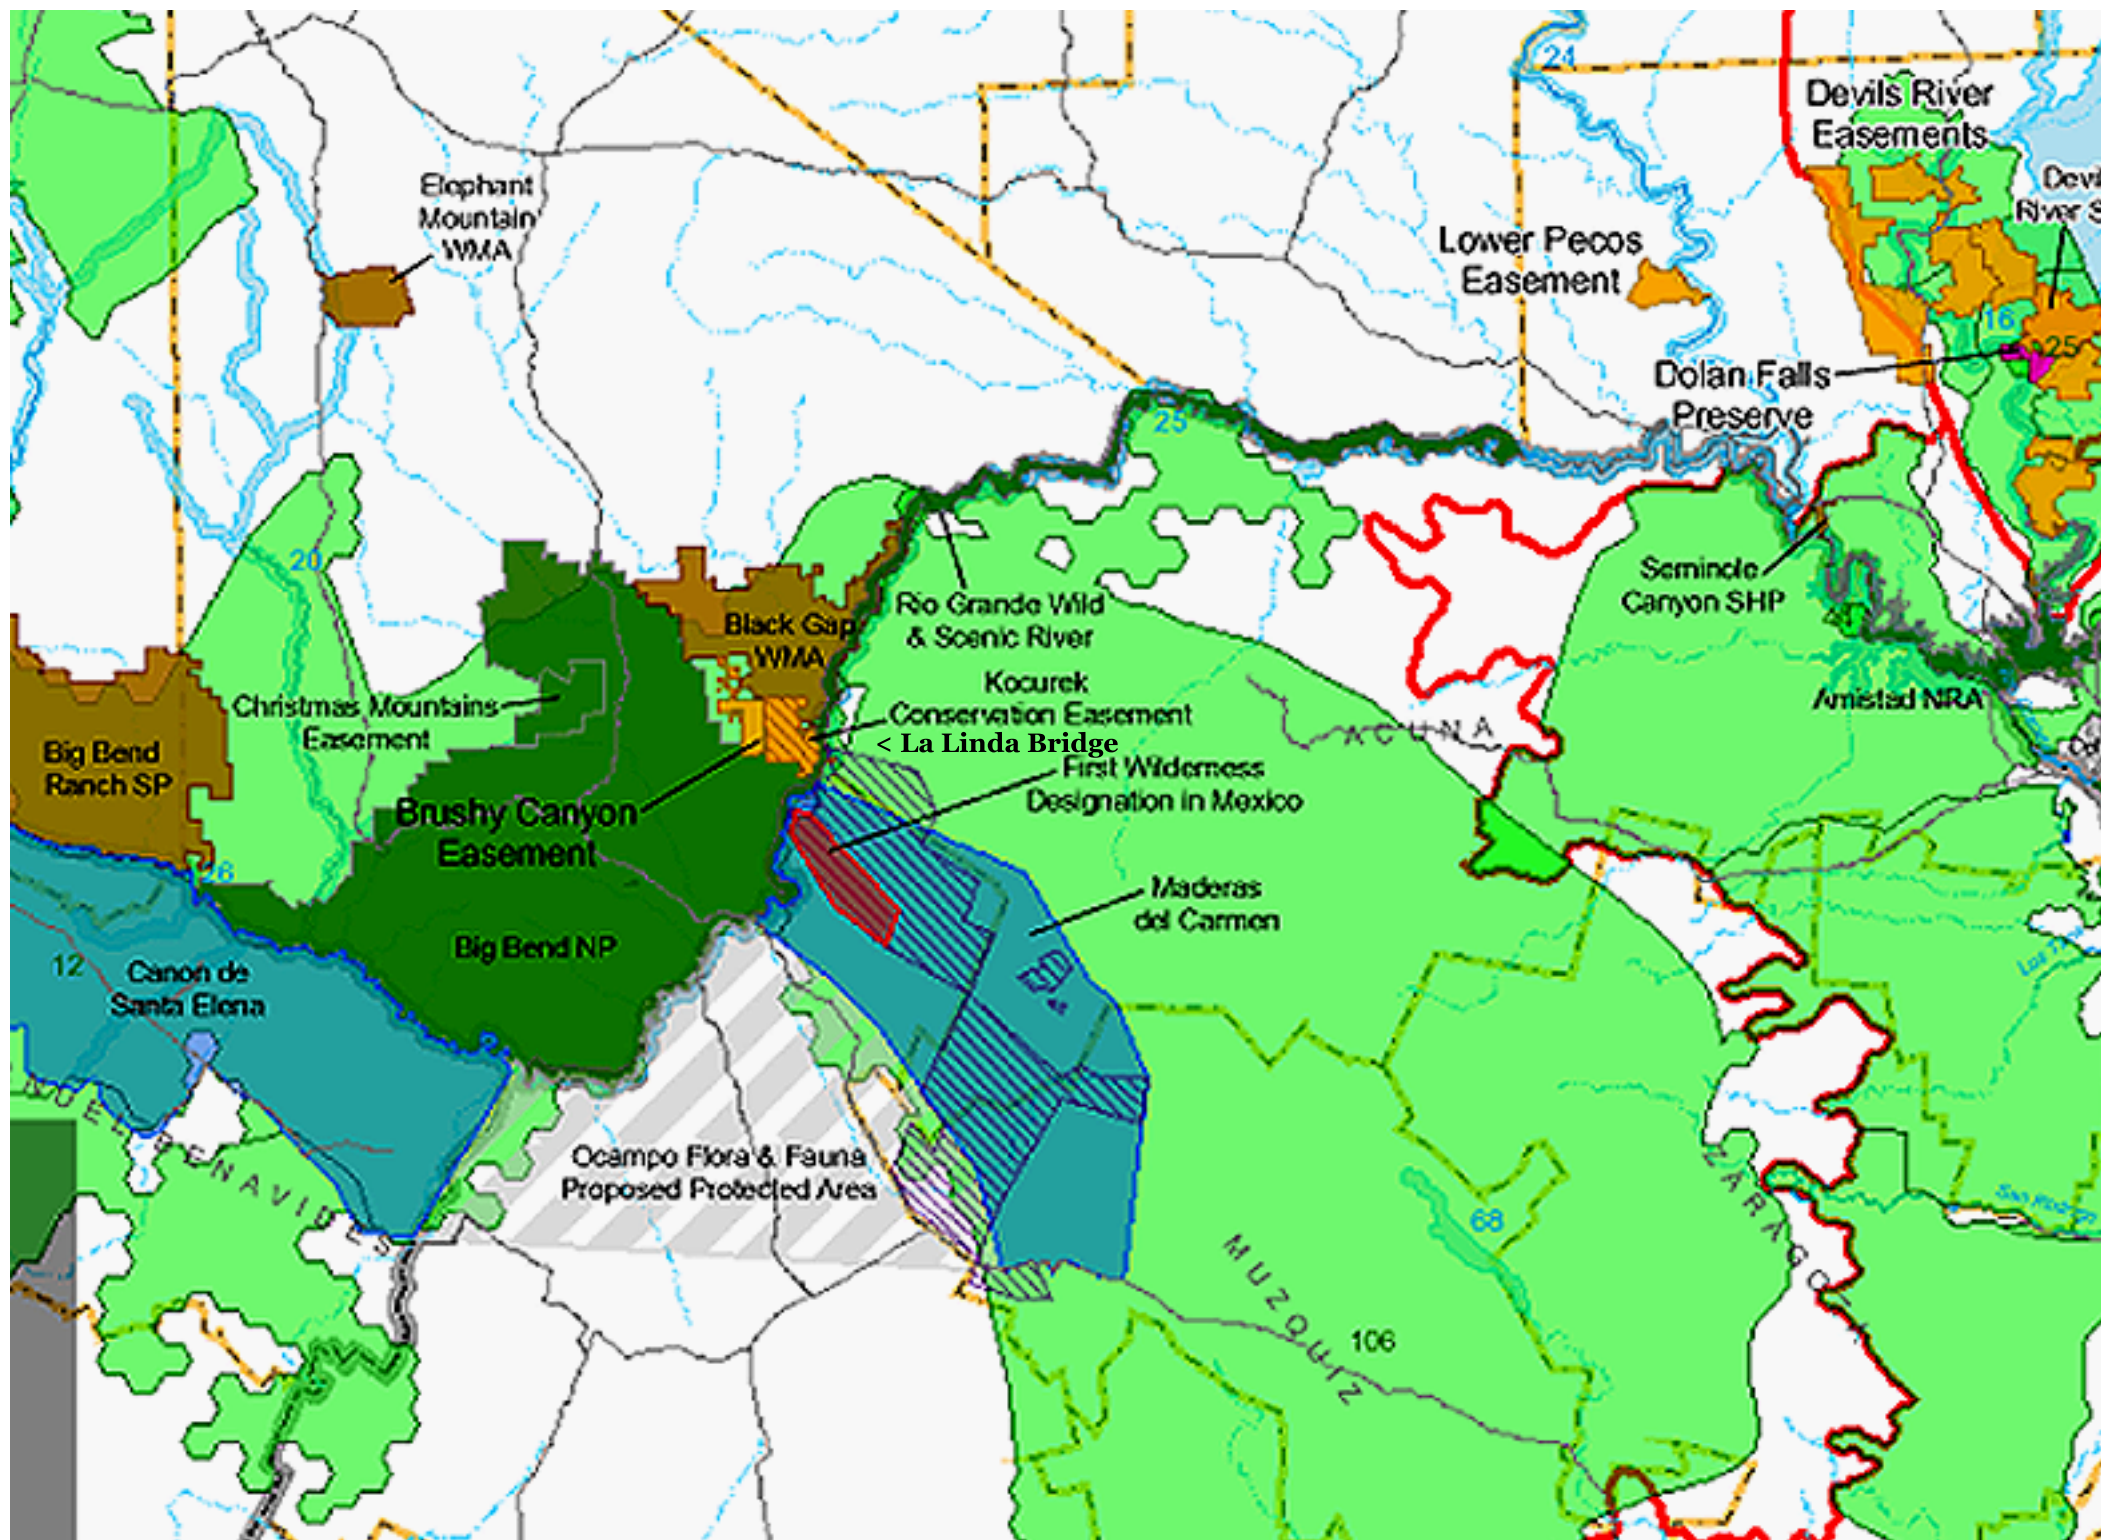 24
Devils River
Easements
Elephant
Mountain
WMA
Devi
River S
Lower Pecos
Easement
16
25
Dolan Falls
Preserve
25
20
Seminole
Canyon SHP
Rio Grande Wild
& Scenic River
Black Gap
WMA
Kocurek
Conservation Easement
< La Linda Bridge
Amistad NRA
ACUNA
Christmas Mountains
Easement
Big Bend
Ranch SP
First Wilderness
Designation in Mexico
Brushy Canyon
Easement
28
Maderas
del Carmen
Big Bend NP
12
Canon de
Santa Elena
Ocampo Flora & Fauna
Proposed Protected Area
68
MUZQUIZ
106